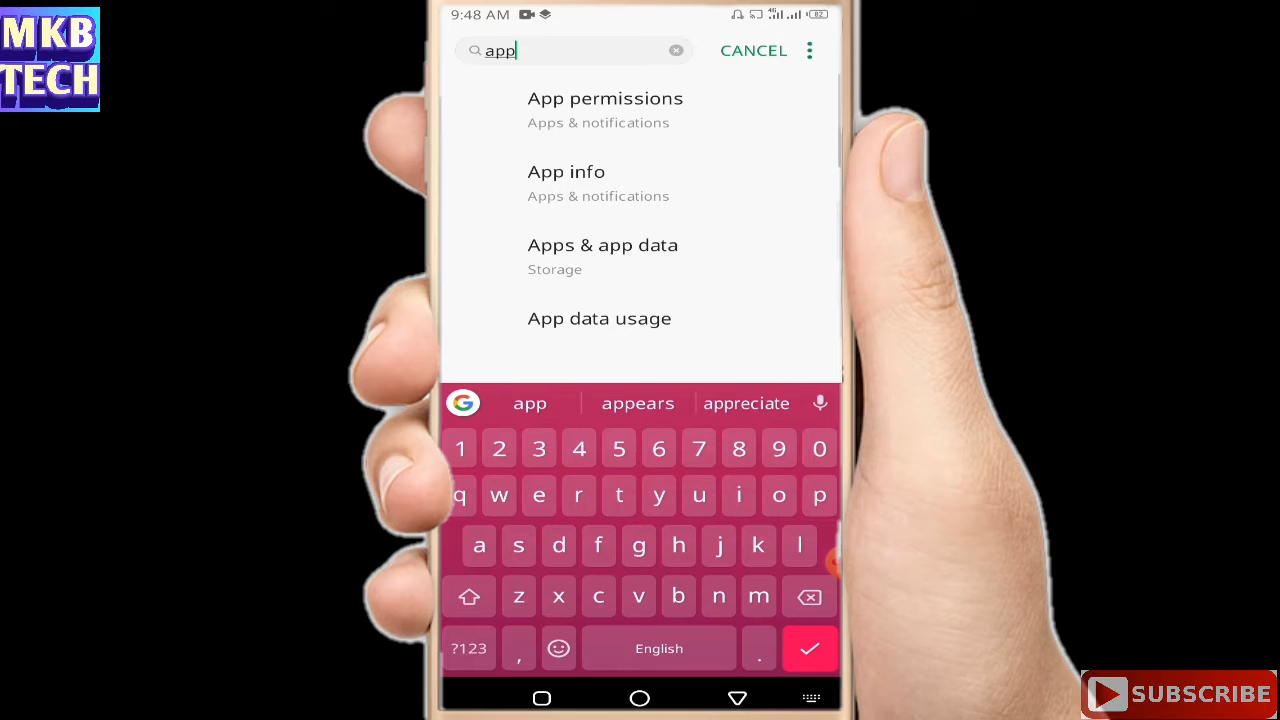 MKB
TECH
9:48 AM 4G 82
app CANCEL
App permissions
Apps & notifications
App info
Apps & notifications
Apps & app data
Storage
App data usage
app appears appreciate
1 2 3 4 5 6 7 8 9 0
q w e r t y u i o p
a s d f g h j k l
z x c v b n m
?123 , English .
SUBSCRIBE